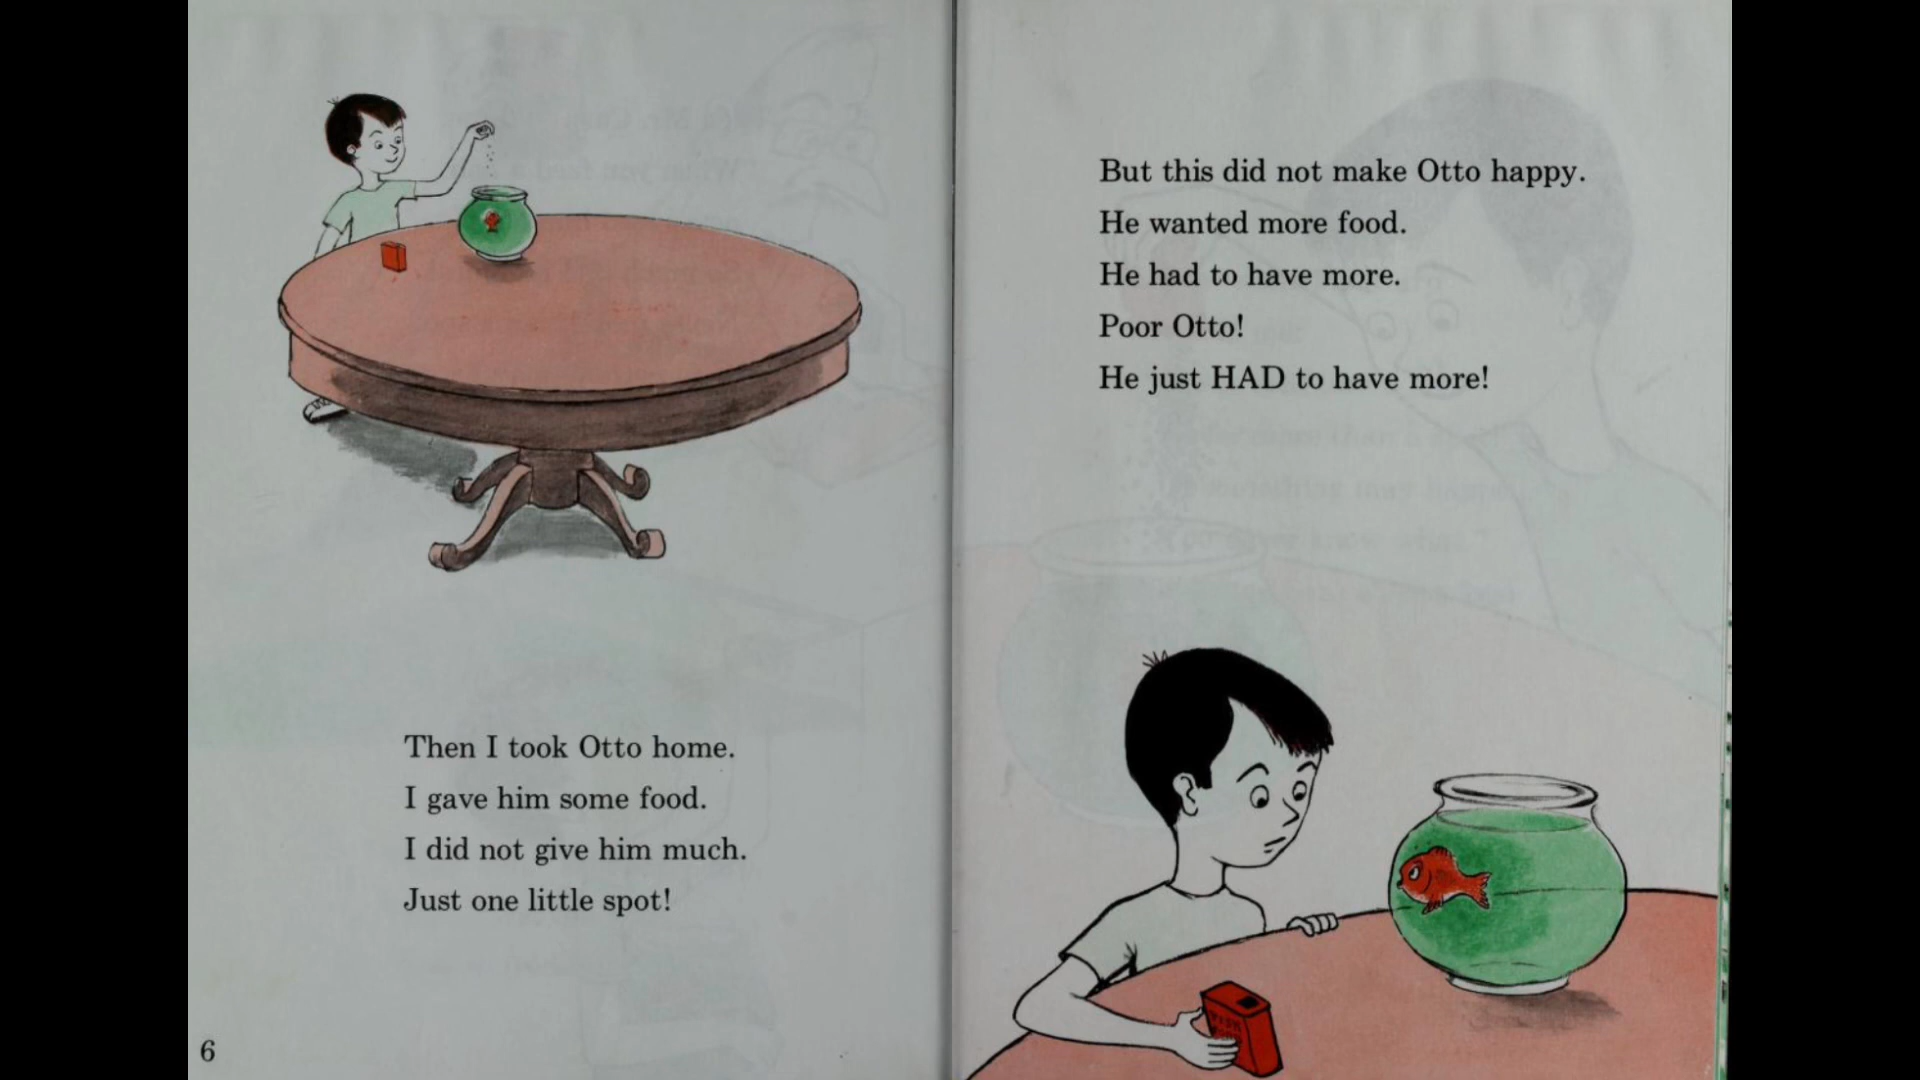 Then I took Otto home.
I gave him some food.
I did not give him much.
Just one little spot!
6
But this did not make Otto happy.
He wanted more food.
He had to have more.
Poor Otto!
He just HAD to have more!